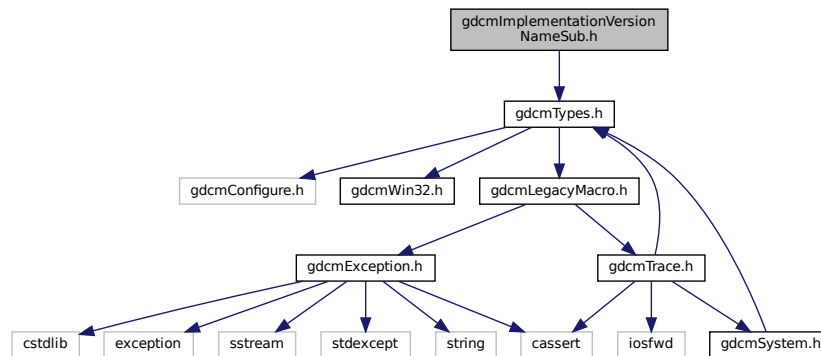 gdcmImplementationVersion
NameSub.h
gdcmTypes.h
gdcmConfigure.h
gdcmWin32.h
gdcmLegacyMacro.h
gdcmException.h
gdcmTrace.h
cstdlib
exception
sstream
stdexcept
string
cassert
iosfwd
gdcmSystem.h